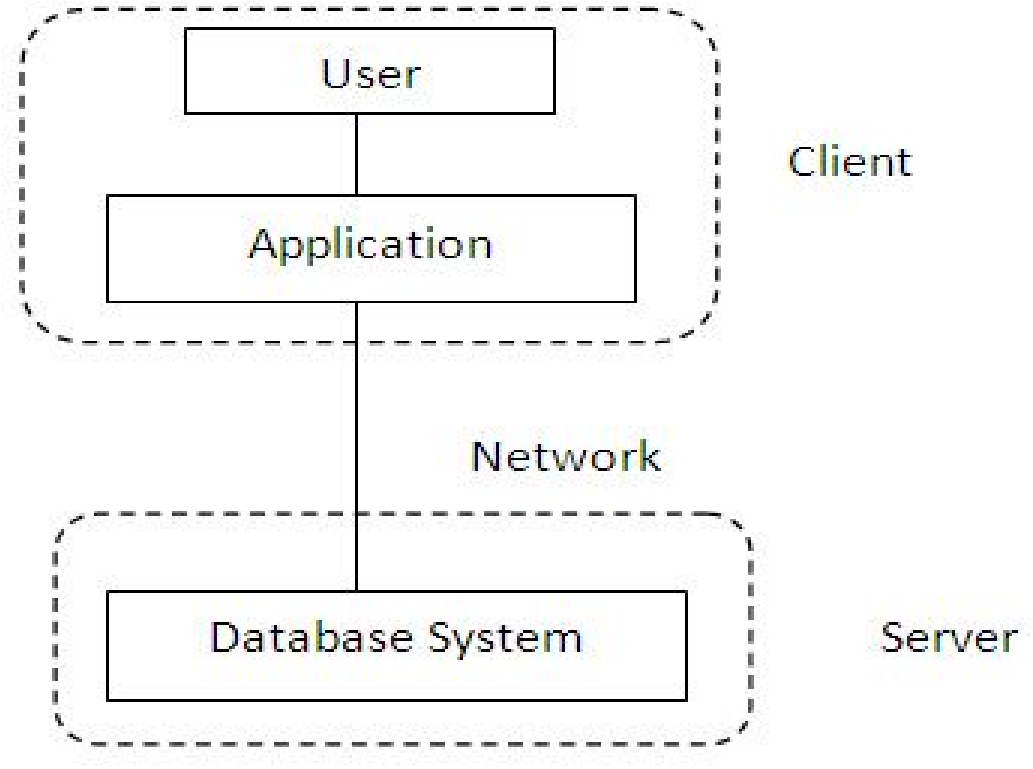 User
Client
Application
Network
Database System
Server